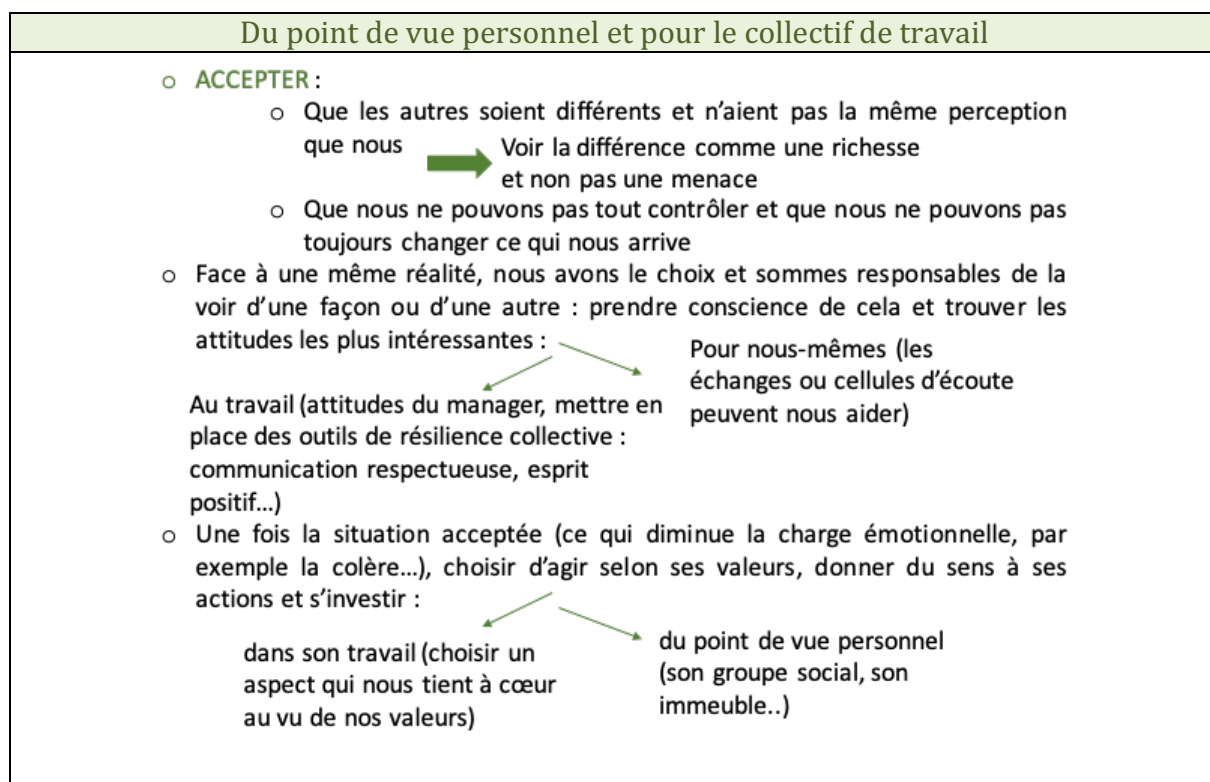 Du point de vue personnel et pour le collectif de travail
o ACCEPTER :
o Que les autres soient différents et n'aient pas la même perception
que nous
Voir la différence comme une richesse
et non pas une menace
o Que nous ne pouvons pas tout contrôler et que nous ne pouvons pas
toujours changer ce qui nous arrive
o Face à une même réalité, nous avons le choix et sommes responsables de la
voir d'une façon ou d'une autre : prendre conscience de cela et trouver les
attitudes les plus intéressantes :
Pour nous-mêmes (les
échanges ou cellules d'écoute
peuvent nous aider)
Au travail (attitudes du manager, mettre en
place des outils de résilience collective :
communication respectueuse, esprit
positif…)
o Une fois la situation acceptée (ce qui diminue la charge émotionnelle, par
exemple la colère…), choisir d'agir selon ses valeurs, donner du sens à ses
actions et s'investir :
dans son travail (choisir un
aspect qui nous tient à cœur
au vu de nos valeurs)
du point de vue personnel
(son groupe social, son
immeuble..)